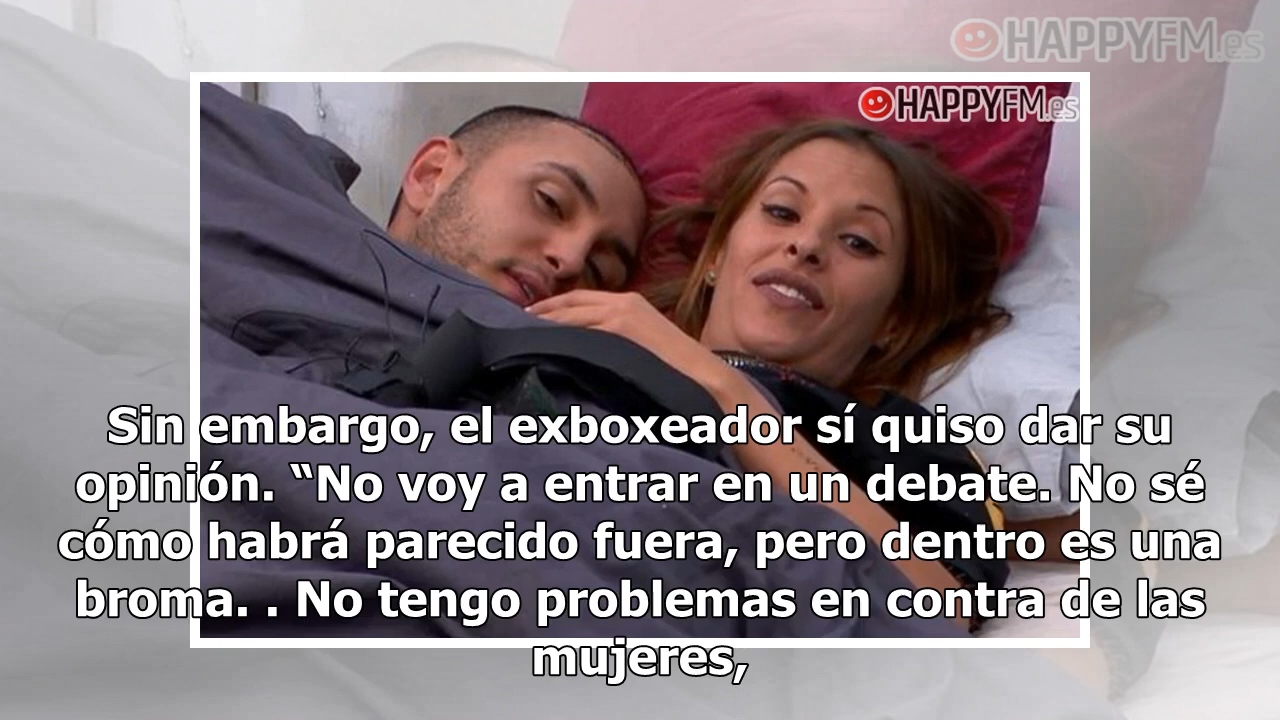 HAPPYFM.es
HAPPYFM.es
Sin embargo, el exboxeador sí quiso dar su
opinión. “No voy a entrar en un debate. No sé
cómo habrá parecido fuera, pero dentro es una
broma. . No tengo problemas en contra de las
mujeres,